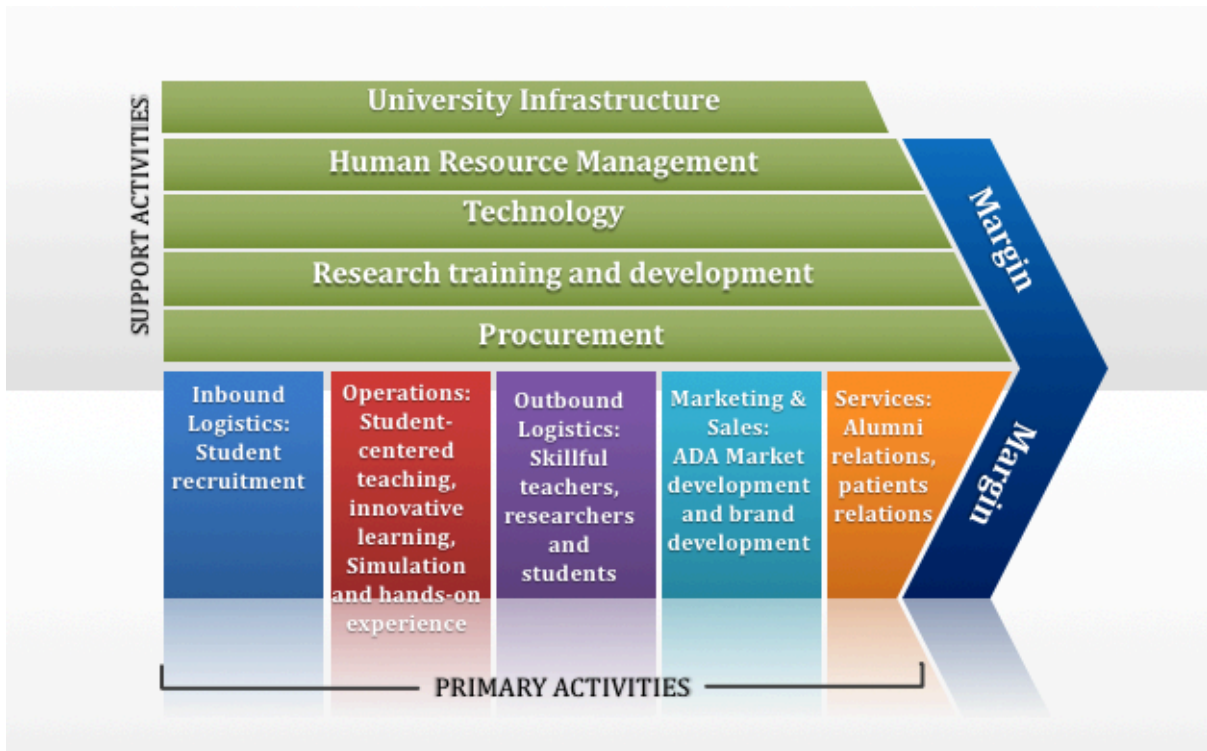 SUPPORT ACTIVITIES
University Infrastructure
Human Resource Management
Technology
Research training and development
Procurement
Margin
Margin
Inbound
Logistics:
Student
recruitment
Operations:
Student-
centered
teaching,
innovative
learning,
Simulation
and hands-on
experience
Outbound
Logistics:
Skillful
teachers,
researchers
and
students
Marketing &
Sales:
ADA Market
development
and brand
development
Services:
Alumni
relations,
patients
relations
PRIMARY ACTIVITIES